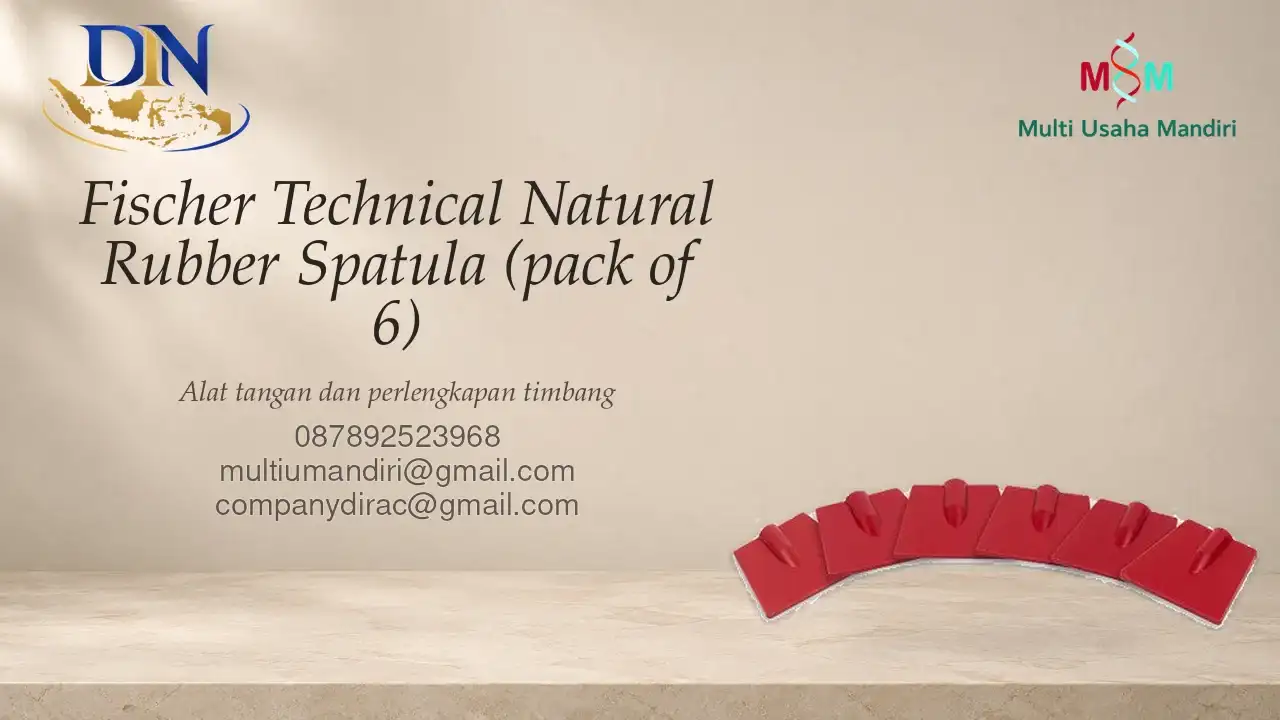 DN
M M
Multi Usaha Mandiri
Fischer Technical Natural
Rubber Spatula (pack of
6)
Alat tangan dan perlengkapan timbang
087892523968
multiumandiri@gmail.com
companydirac@gmail.com